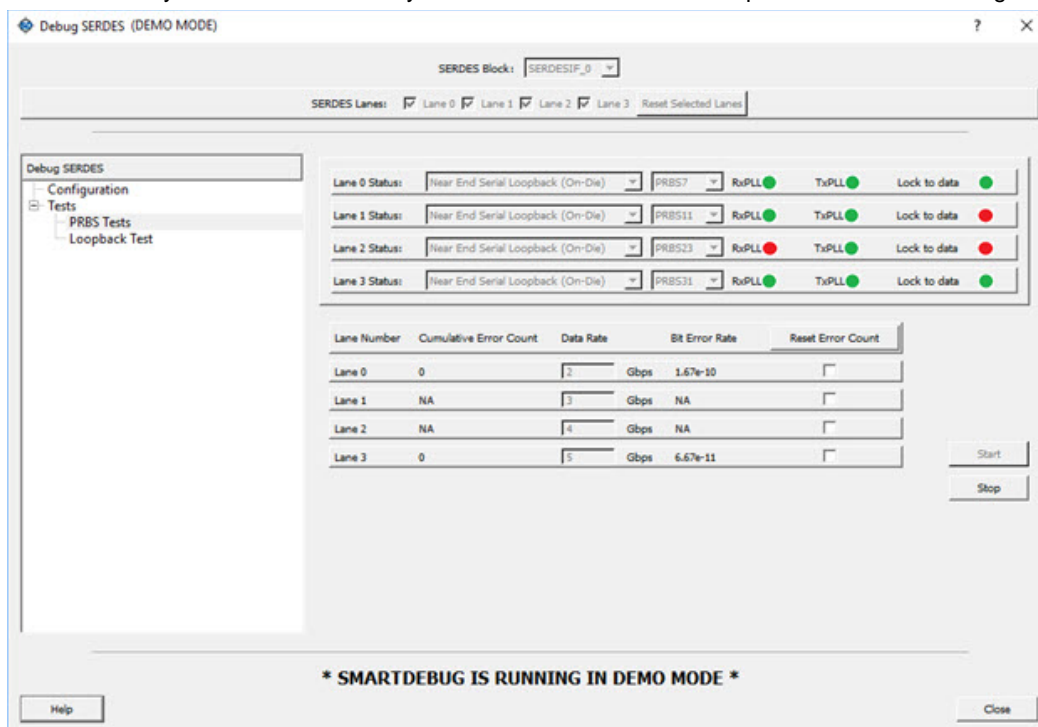 Debug SERDES (DEMO MODE) ? ×
SERDES Block: SERDESIF_0
SERDES Lanes: Lane 0 Lane 1 Lane 2 Lane 3 Reset Selected Lanes
Debug SERDES
Configuration
Tests
PRBS Tests
Loopback Test
Lane 0 Status: Near End Serial Loopback (On-Die) PRBS7 RxPLL TxPLL Lock to data
Lane 1 Status: Near End Serial Loopback (On-Die) PRBS11 RxPLL TxPLL Lock to data
Lane 2 Status: Near End Serial Loopback (On-Die) PRBS23 RxPLL TxPLL Lock to data
Lane 3 Status: Near End Serial Loopback (On-Die) PRBS31 RxPLL TxPLL Lock to data
Lane Number Cumulative Error Count Data Rate Bit Error Rate Reset Error Count
Lane 0 0 2 Gbps 1.67e-10
Lane 1 NA 3 Gbps NA
Lane 2 NA 4 Gbps NA
Lane 3 0 5 Gbps 6.67e-11
Start
Stop
* SMARTDEBUG IS RUNNING IN DEMO MODE *
Help Close